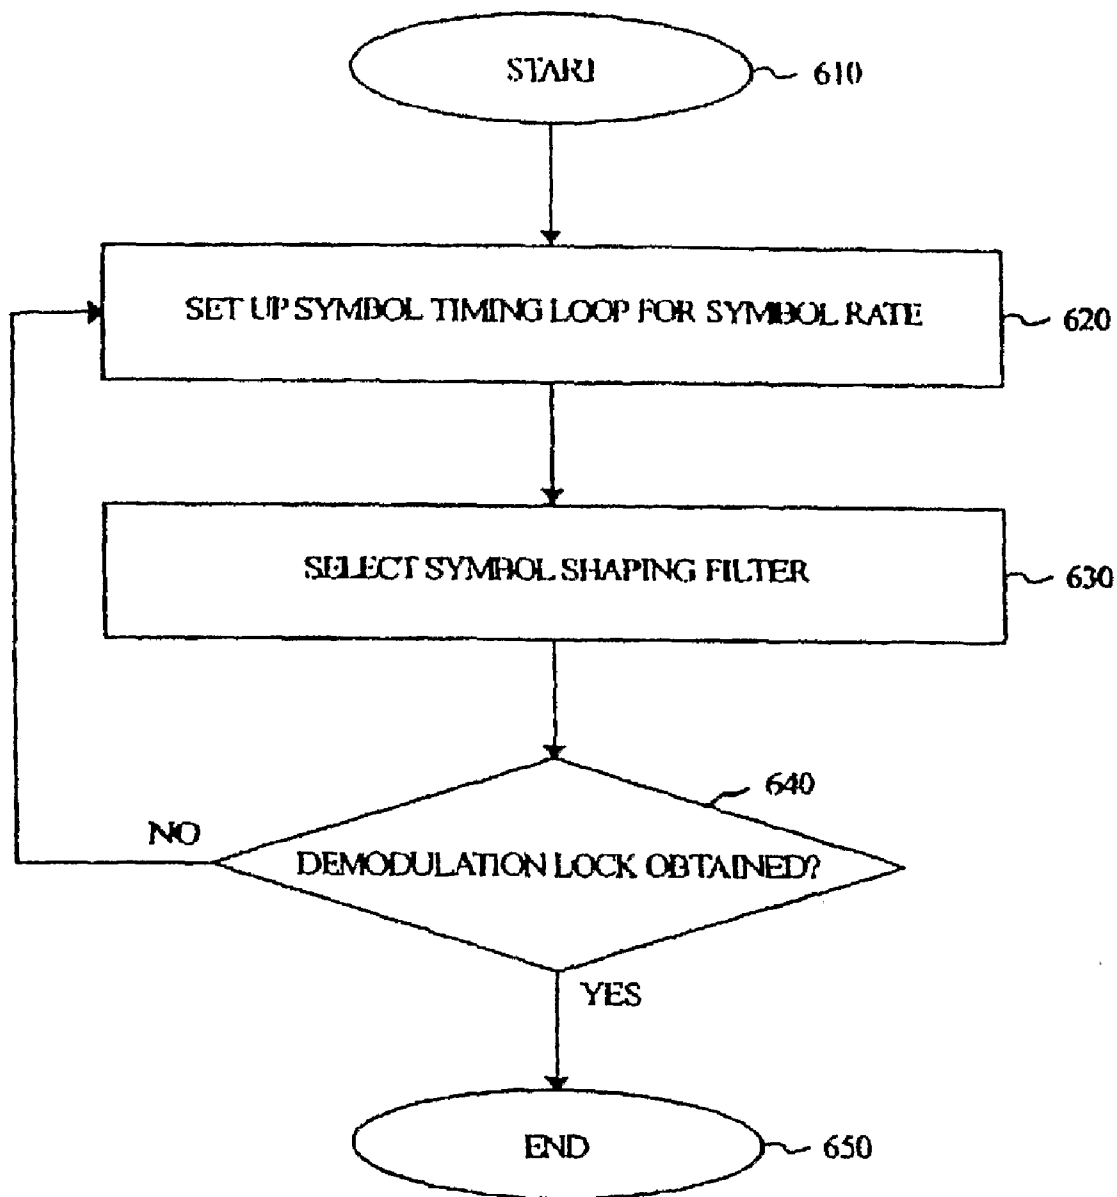 START
610
SET UP SYMBOL TIMING LOOP FOR SYMBOL RATE
620
SELECT SYMBOL SHAPING FILTER
630
640
NO
DEMODULATION LOCK OBTAINED?
YES
END
650